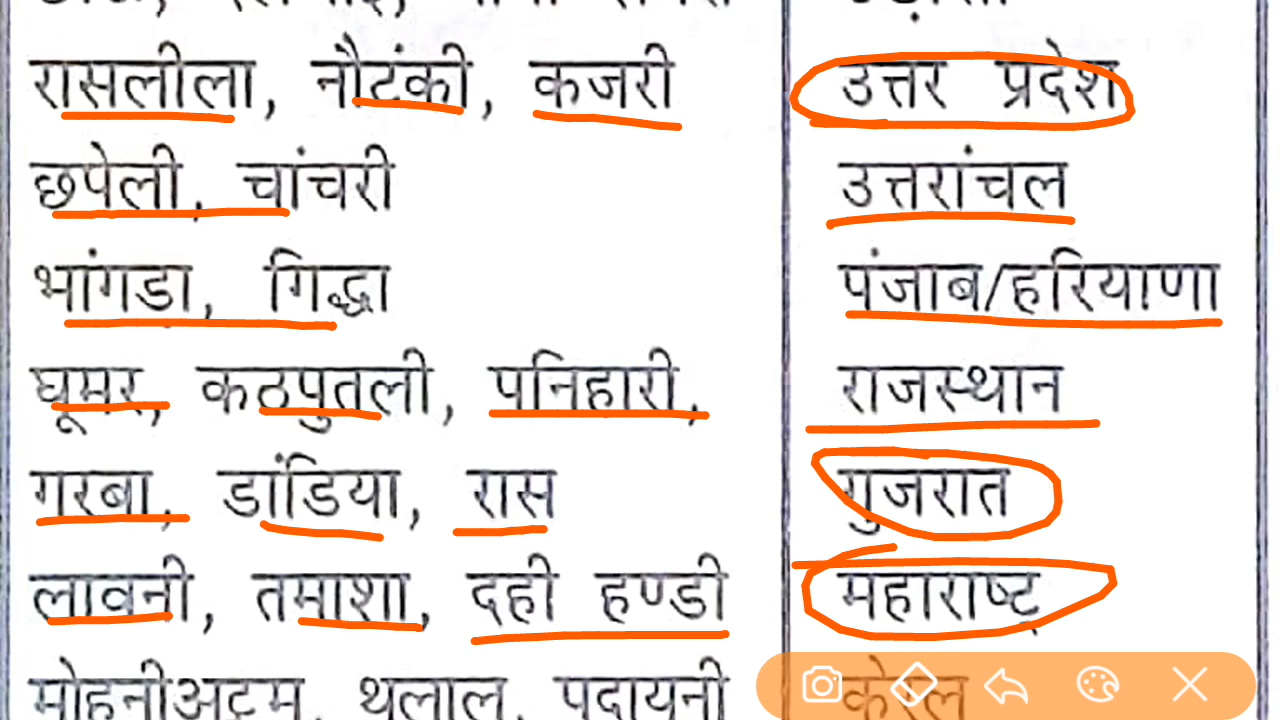 रासलीला, नौटंकी, कजरी उत्तर प्रदेश
छपेली, चांचरी उत्तरांचल
भांगडा, गिद्धा पंजाब/हरियाणा
घूमर, कठपुतली, पनिहारी, राजस्थान
गरबा, डांडिया, रास गुजरात
लावनी, तमाशा, दही हण्डी महाराष्ट्र
मोहनीअट्टम, थुलाल, पदायनी केरल